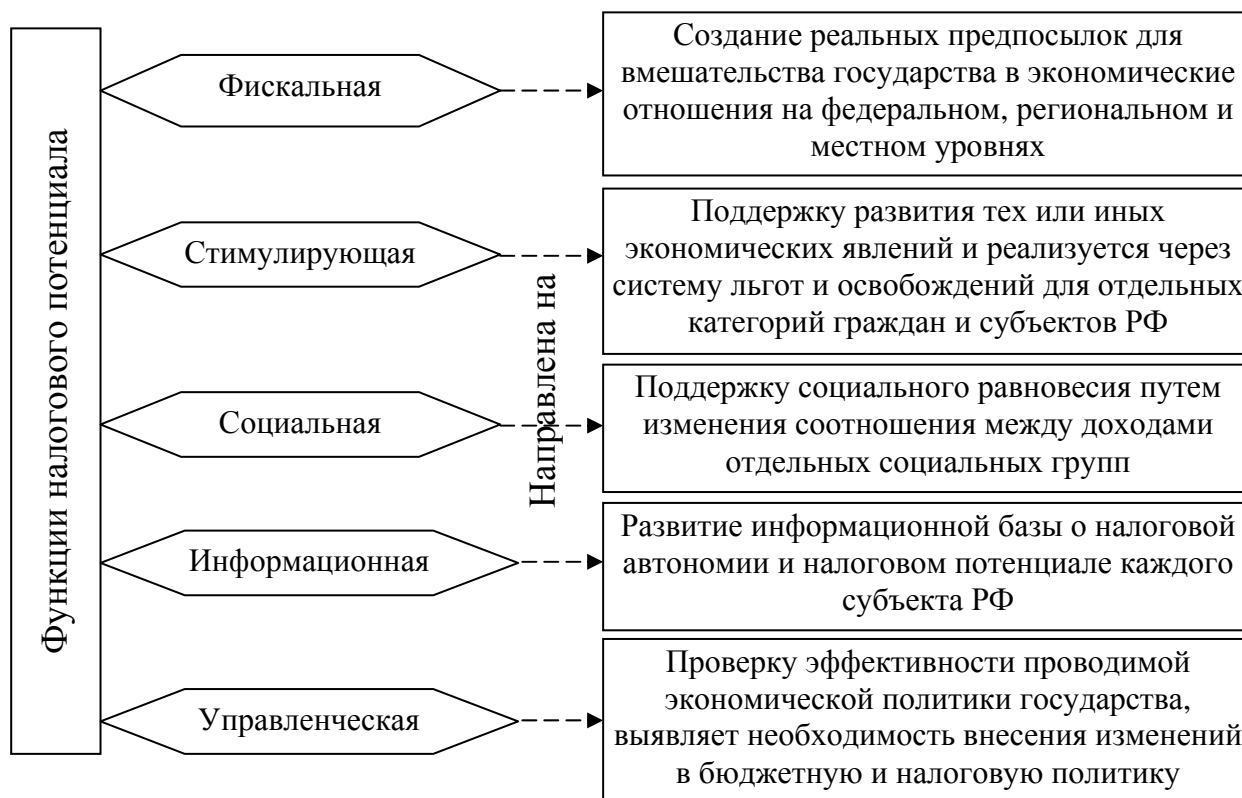 Функции налогового потенциала
Фискальная
Создание реальных предпосылок для
вмешательства государства в экономические
отношения на федеральном, региональном и
местном уровнях
Стимулирующая
Поддержку развития тех или иных
экономических явлений и реализуется через
систему льгот и освобождений для отдельных
категорий граждан и субъектов РФ
Направлена на
Социальная
Поддержку социального равновесия путем
изменения соотношения между доходами
отдельных социальных групп
Информационная
Развитие информационной базы о налоговой
автономии и налоговом потенциале каждого
субъекта РФ
Управленческая
Проверку эффективности проводимой
экономической политики государства,
выявляет необходимость внесения изменений
в бюджетную и налоговую политику